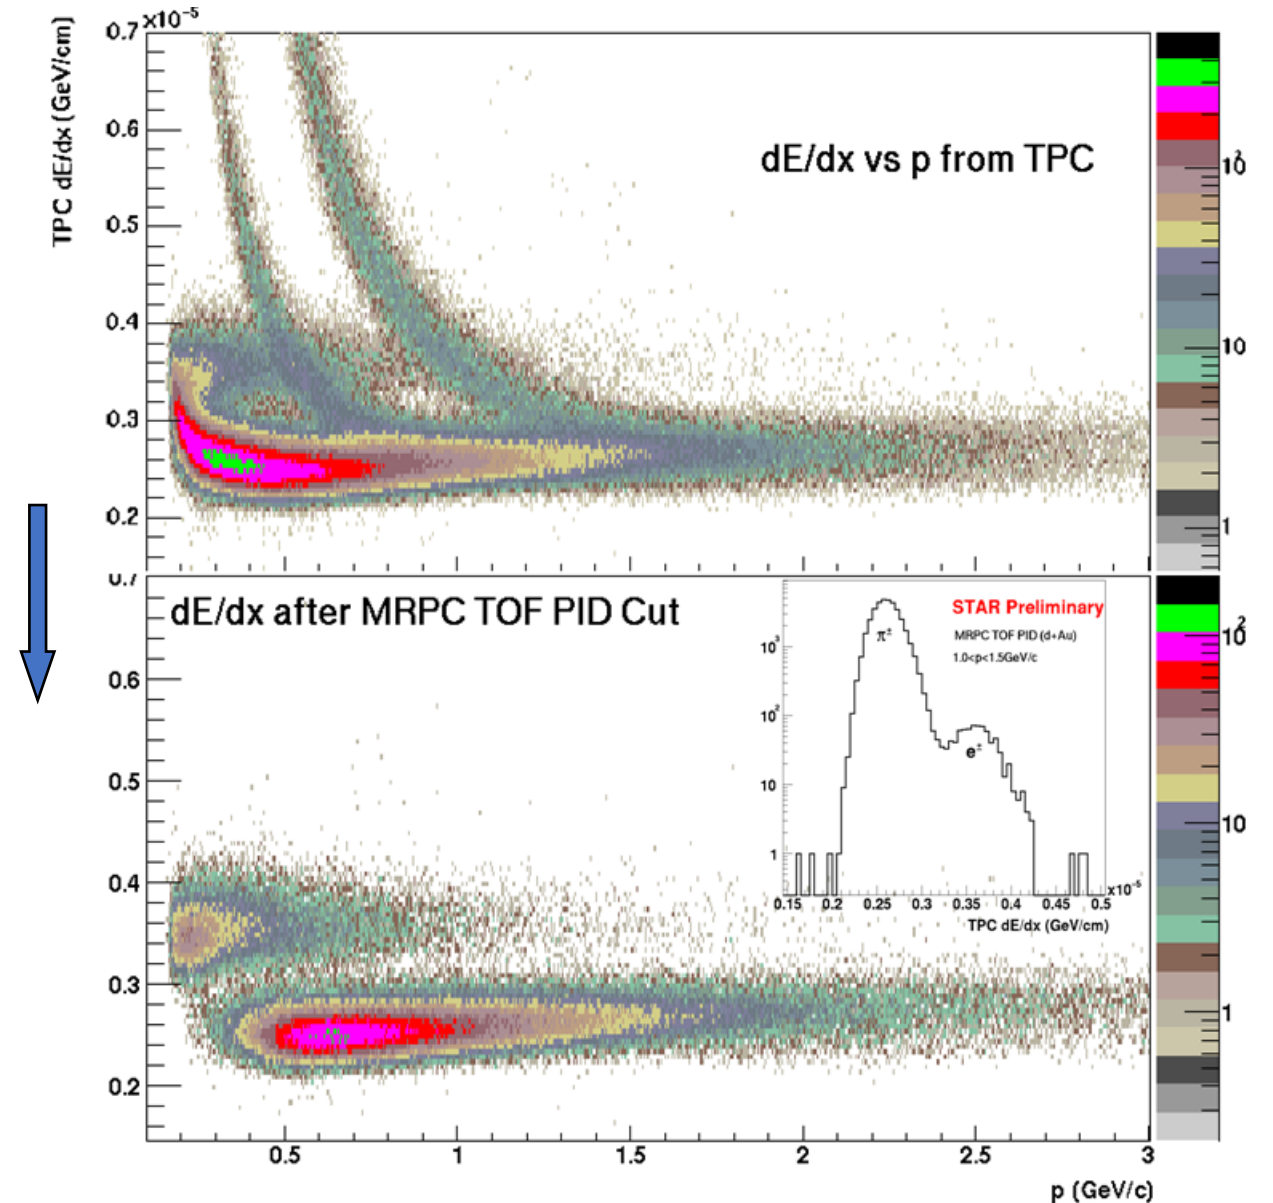 ×10⁻⁵
TPC dE/dx (GeV/cm)
0.7
0.6
0.5
0.4
0.3
0.2
dE/dx vs p from TPC
10²
10
1
0.7
0.6
0.5
0.4
0.3
0.2
dE/dx after MRPC TOF PID Cut
STAR Preliminary
MRPC TOF PID (d+Au)
1.0<p<1.5GeV/c
π±
e±
10³
10²
10
1
0.15 0.2 0.25 0.3 0.35 0.4 0.45 0.5
×10⁻⁵
TPC dE/dx (GeV/cm)
10²
10
1
0.5 1 1.5 2 2.5 3
p (GeV/c)